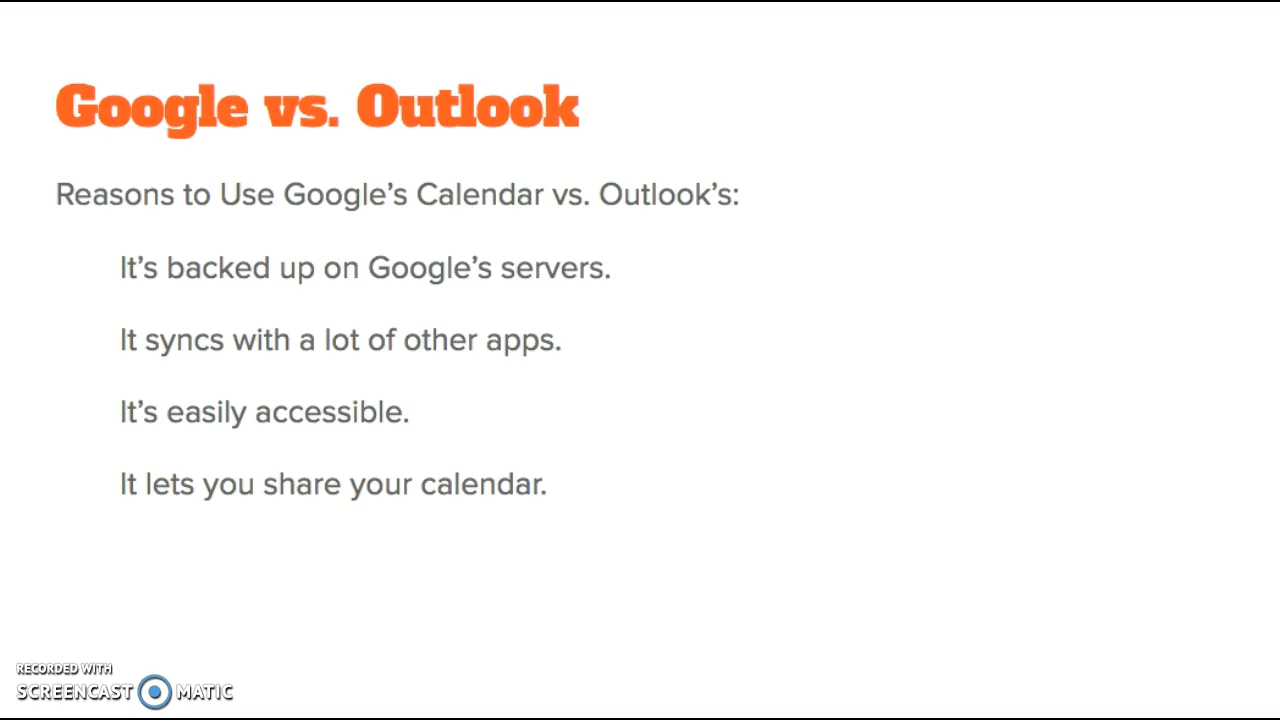 Google vs. Outlook
Reasons to Use Google’s Calendar vs. Outlook’s:
It’s backed up on Google’s servers.
It syncs with a lot of other apps.
It’s easily accessible.
It lets you share your calendar.
RECORDED WITH
SCREENCAST MATIC